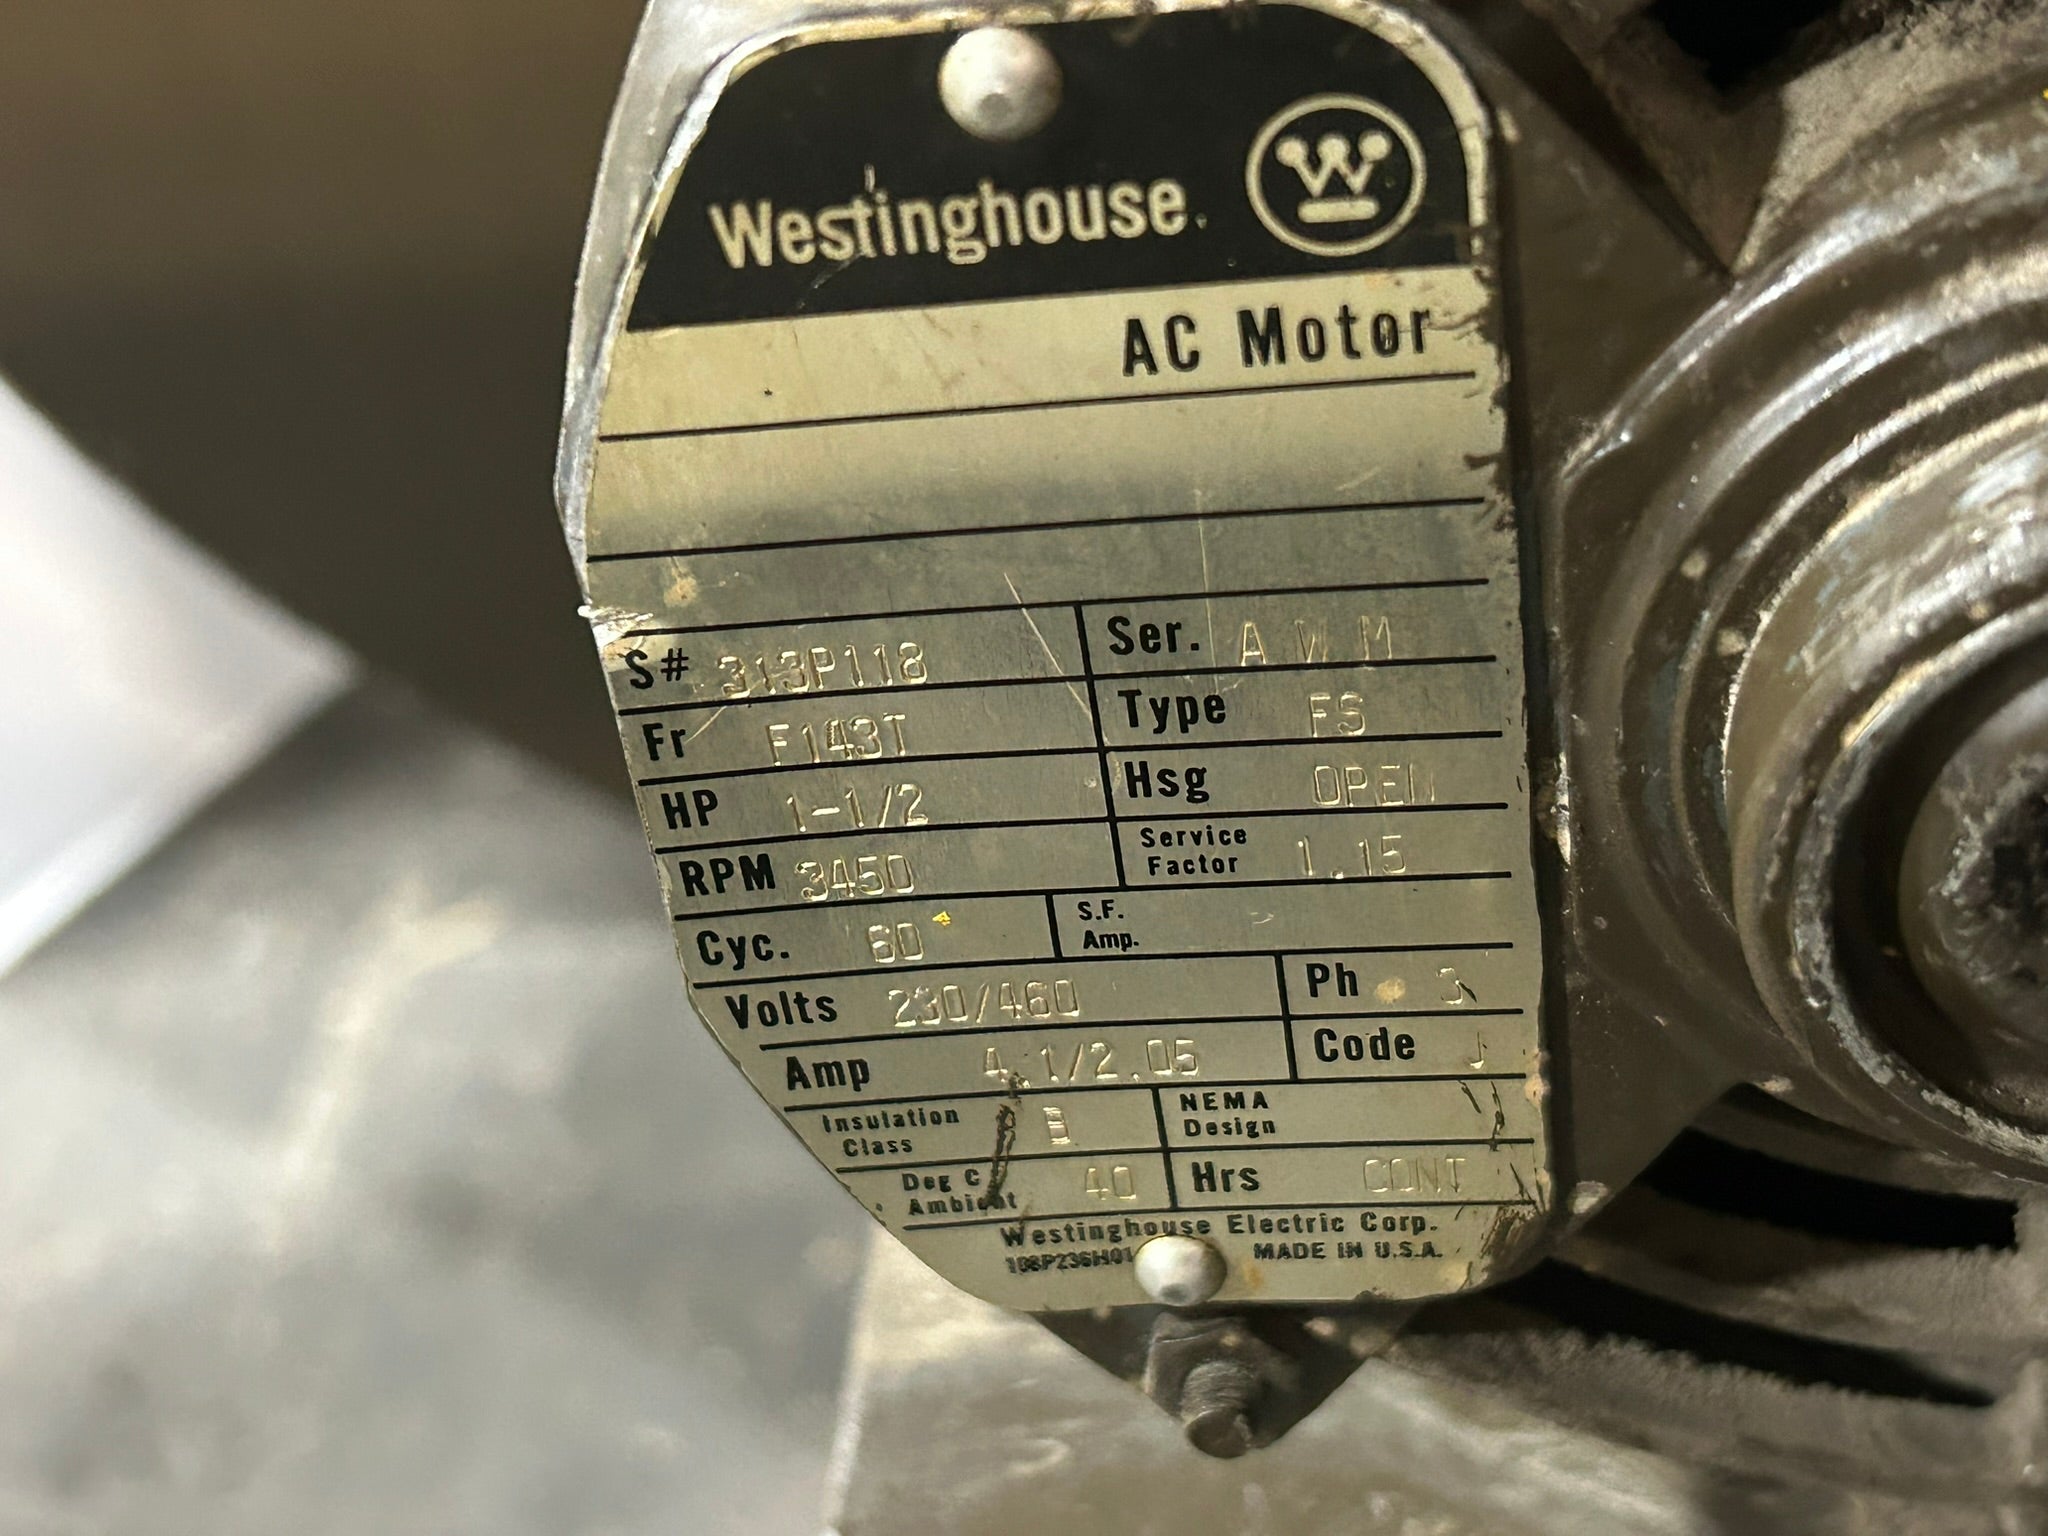 Westinghouse
W
AC Motor
S# 313P118 Ser. A W M
Fr F143T Type FS
HP 1-1/2 Hsg OPEN
RPM 3450 Service Factor 1.15
Cyc. 60 S.F. Amp.
Volts 230/460 Ph 3
Amp 4.1/2.05 Code J
Insulation Class B NEMA Design
Deg C Ambient 40 Hrs CONT
Westinghouse Electric Corp.
MADE IN U.S.A.